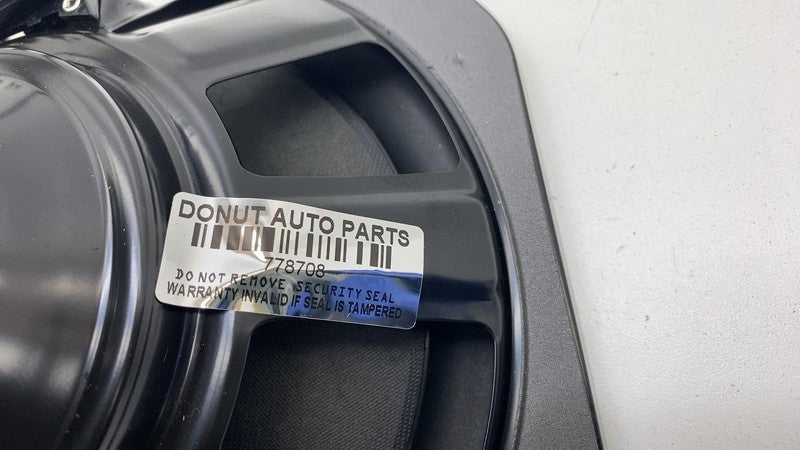 DONUT AUTO PARTS
778708
DO NOT REMOVE SECURITY SEAL
WARRANTY INVALID IF SEAL IS TAMPERED